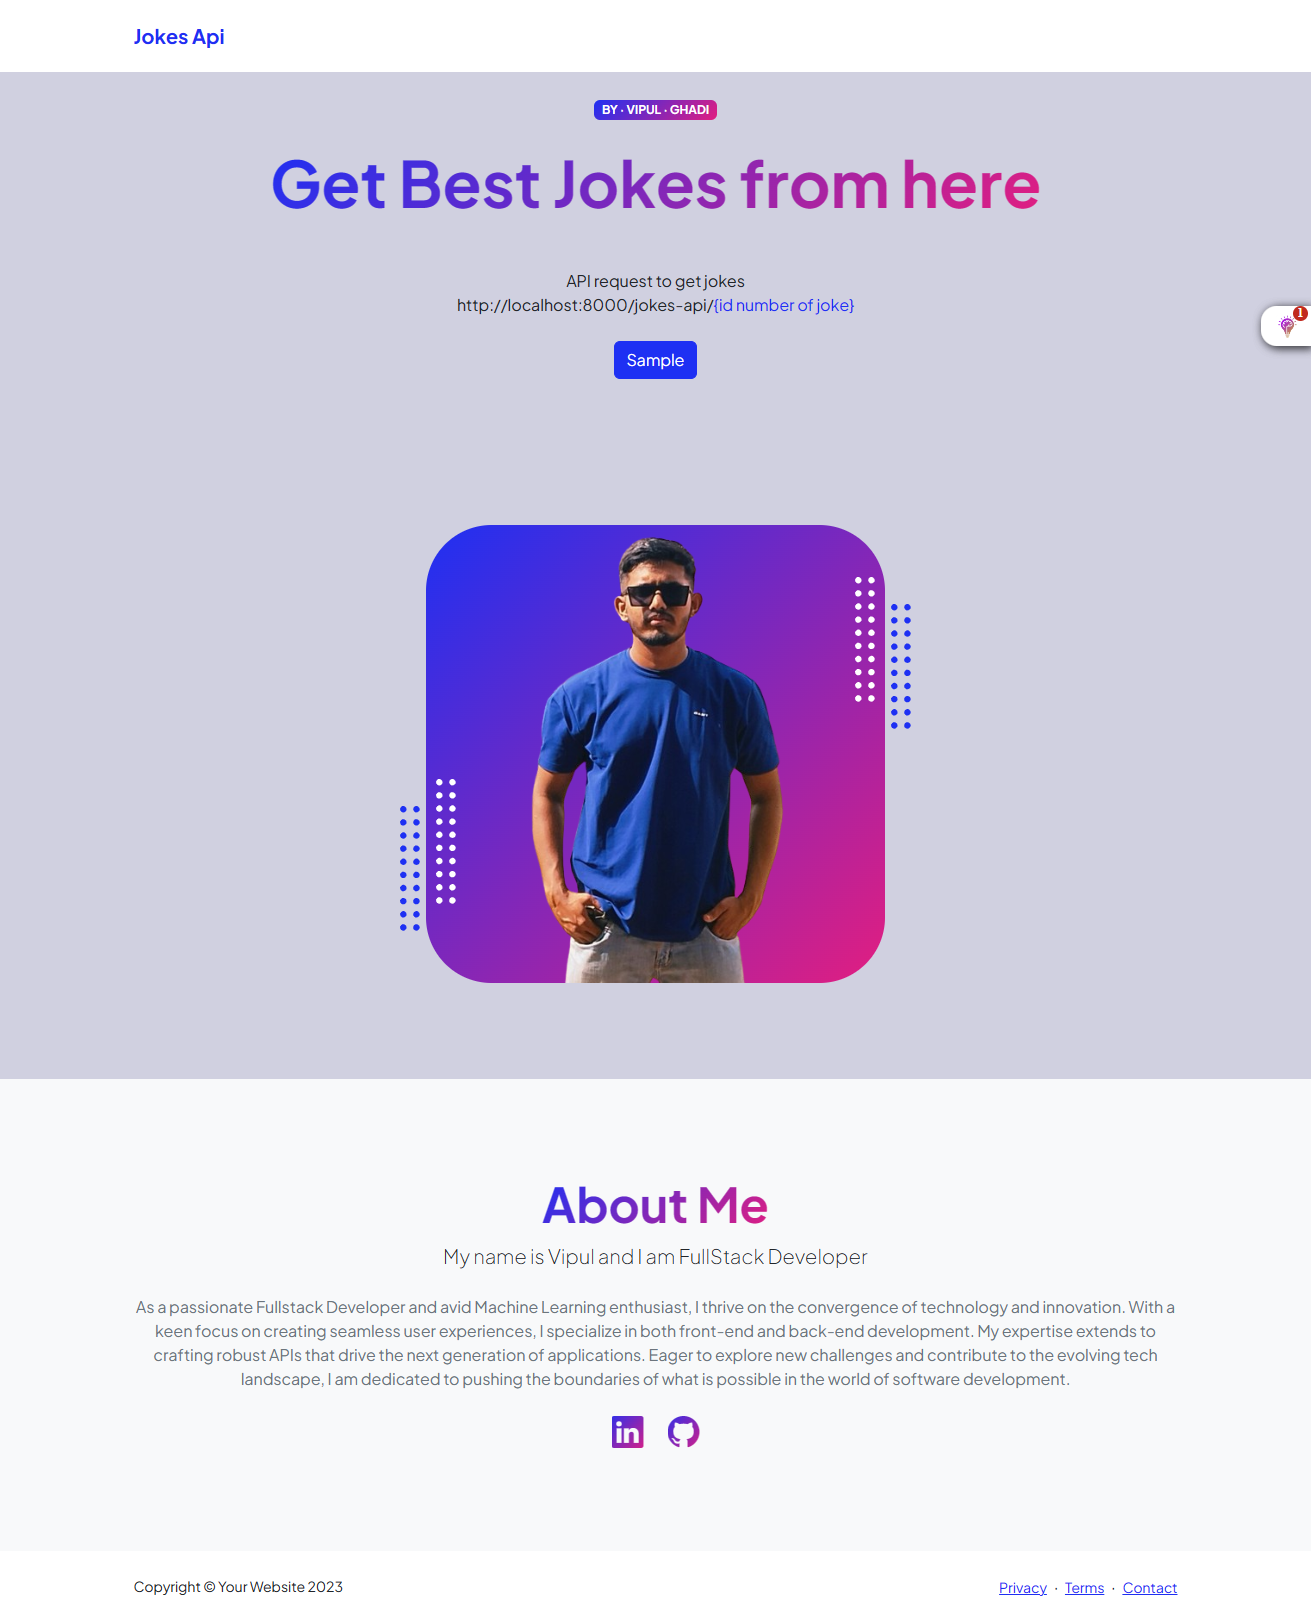 Jokes Api
BY · VIPUL · GHADI
Get Best Jokes from here
API request to get jokes
http://localhost:8000/jokes-api/{id number of joke}
1
Sample
in
About Me
My name is Vipul and I am FullStack Developer
As a passionate Fullstack Developer and avid Machine Learning enthusiast, I thrive on the convergence of technology and innovation. With a
keen focus on creating seamless user experiences, I specialize in both front-end and back-end development. My expertise extends to
crafting robust APIs that drive the next generation of applications. Eager to explore new challenges and contribute to the evolving tech
landscape, I am dedicated to pushing the boundaries of what is possible in the world of software development.
Copyright © Your Website 2023
Privacy · Terms · Contact